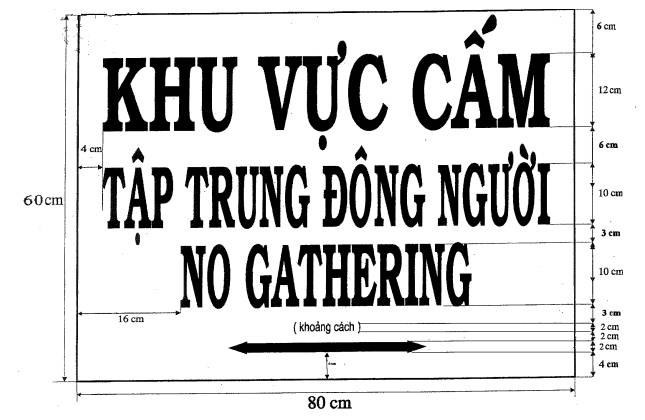 6 cm
KHU VỰC CẤM
12 cm
4 cm
6 cm
TẬP TRUNG ĐÔNG NGƯỜI
10 cm
60 cm
3 cm
NO GATHERING
10 cm
16 cm
3 cm
( khoảng cách )
2 cm
2 cm
2 cm
4 cm
80 cm